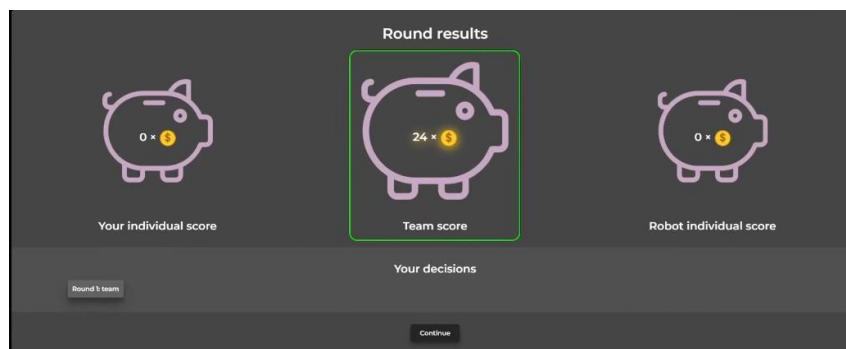 Round results
0 × $
24 × $
0 × $
Your individual score
Team score
Robot individual score
Your decisions
Round 1: team
Continue